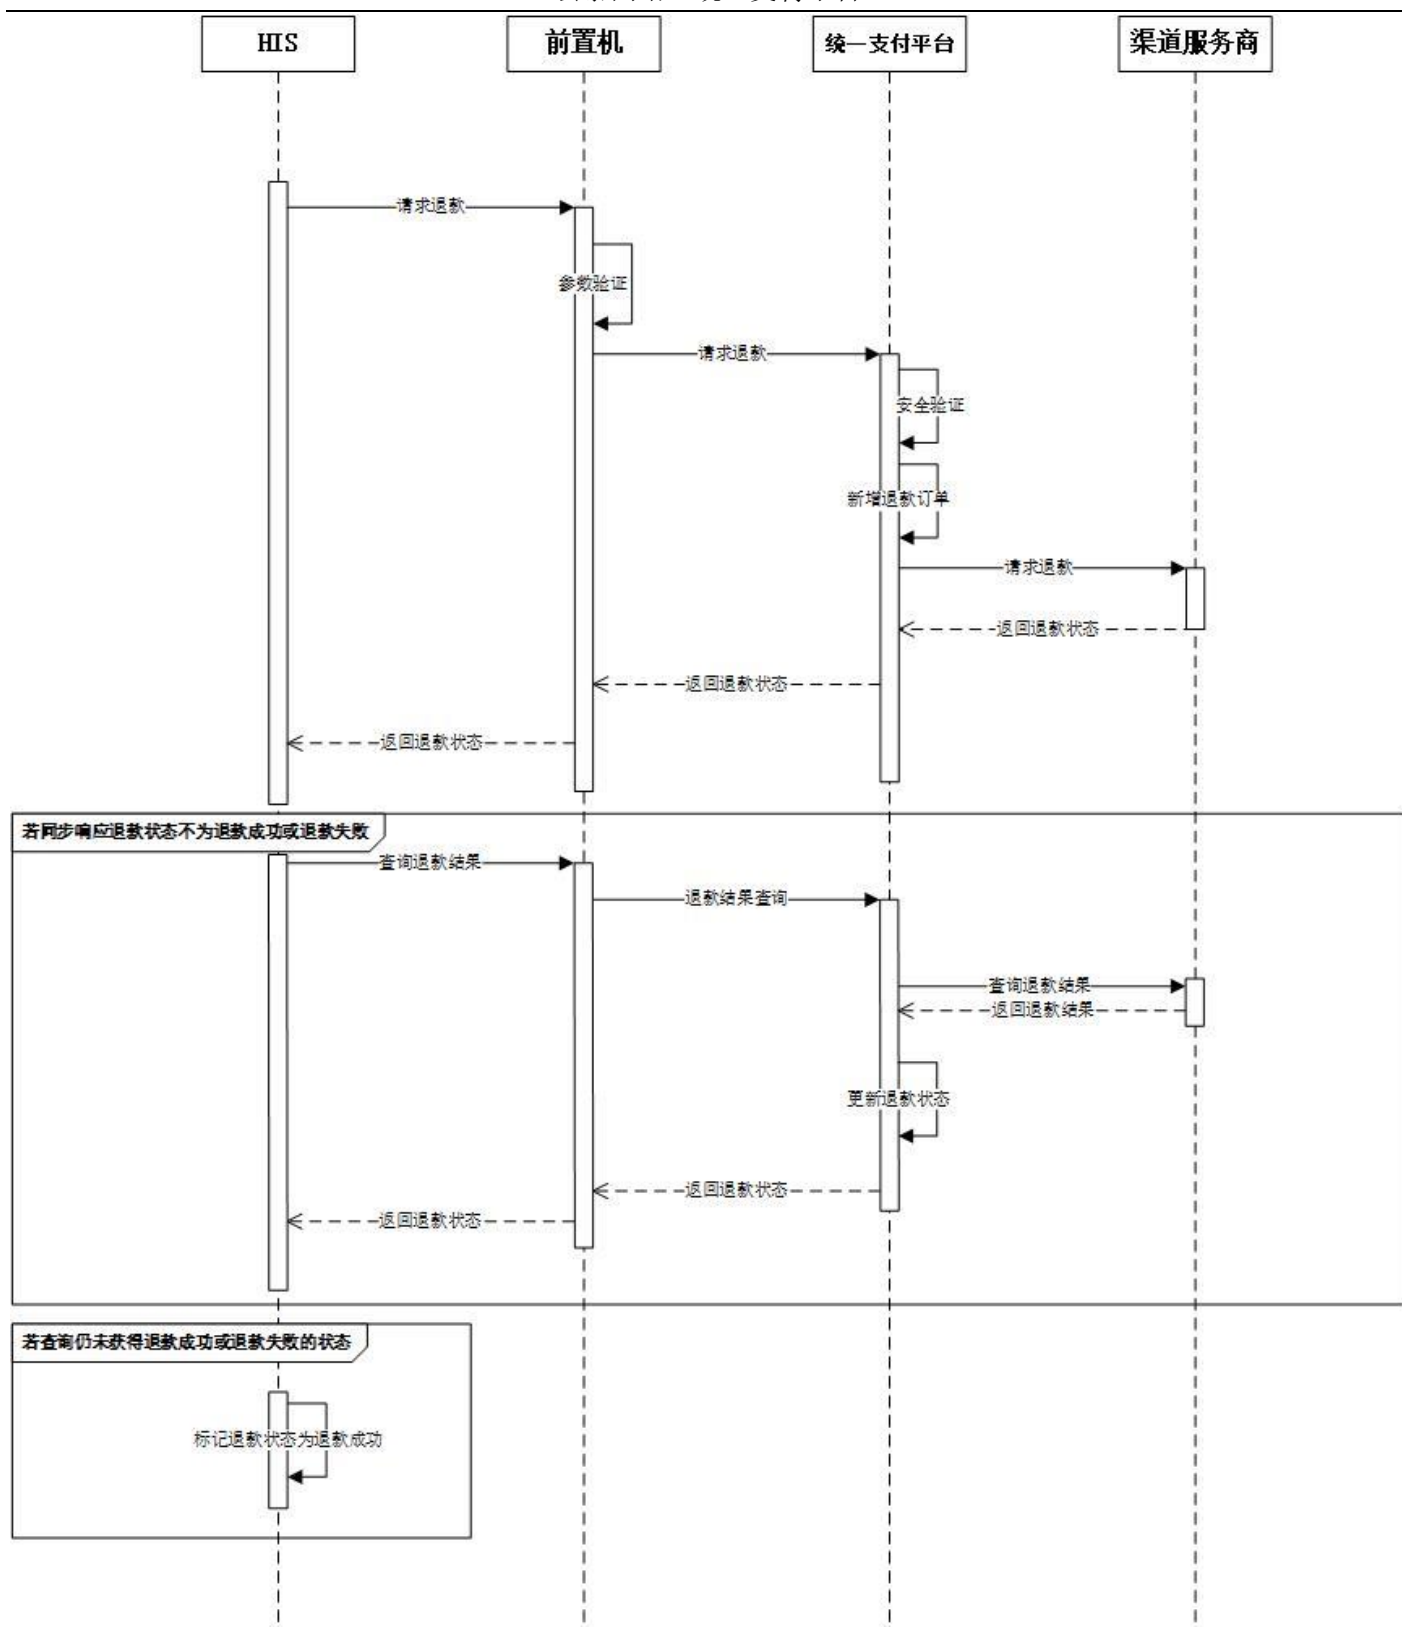 HIS
前置机
统一支付平台
渠道服务商
请求退款
参数验证
请求退款
安全验证
新增退款订单
请求退款
返回退款状态
返回退款状态
返回退款状态
若同步响应退款状态不为退款成功或退款失败
查询退款结果
退款结果查询
查询退款结果
返回退款结果
更新退款状态
返回退款状态
返回退款状态
若查询仍未获得退款成功或退款失败的状态
标记退款状态为退款成功